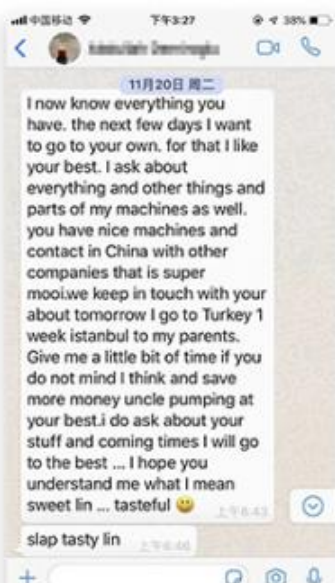 中国移动 下午3:27 38%
11月20日 周二
I now know everything you
have. the next few days I want
to go to your own. for that I like
your best. I ask about
everything and other things and
parts of my machines as well.
you have nice machines and
contact in China with other
companies that is super
mooi.we keep in touch with your
about tomorrow I go to Turkey 1
week istanbul to my parents.
Give me a little bit of time if you
do not mind I think and save
more money uncle pumping at
your best.i do ask about your
stuff and coming times I will go
to the best ... I hope you
understand me what I mean
sweet lin ... tasteful
上午6:43
slap tasty lin
上午6:46